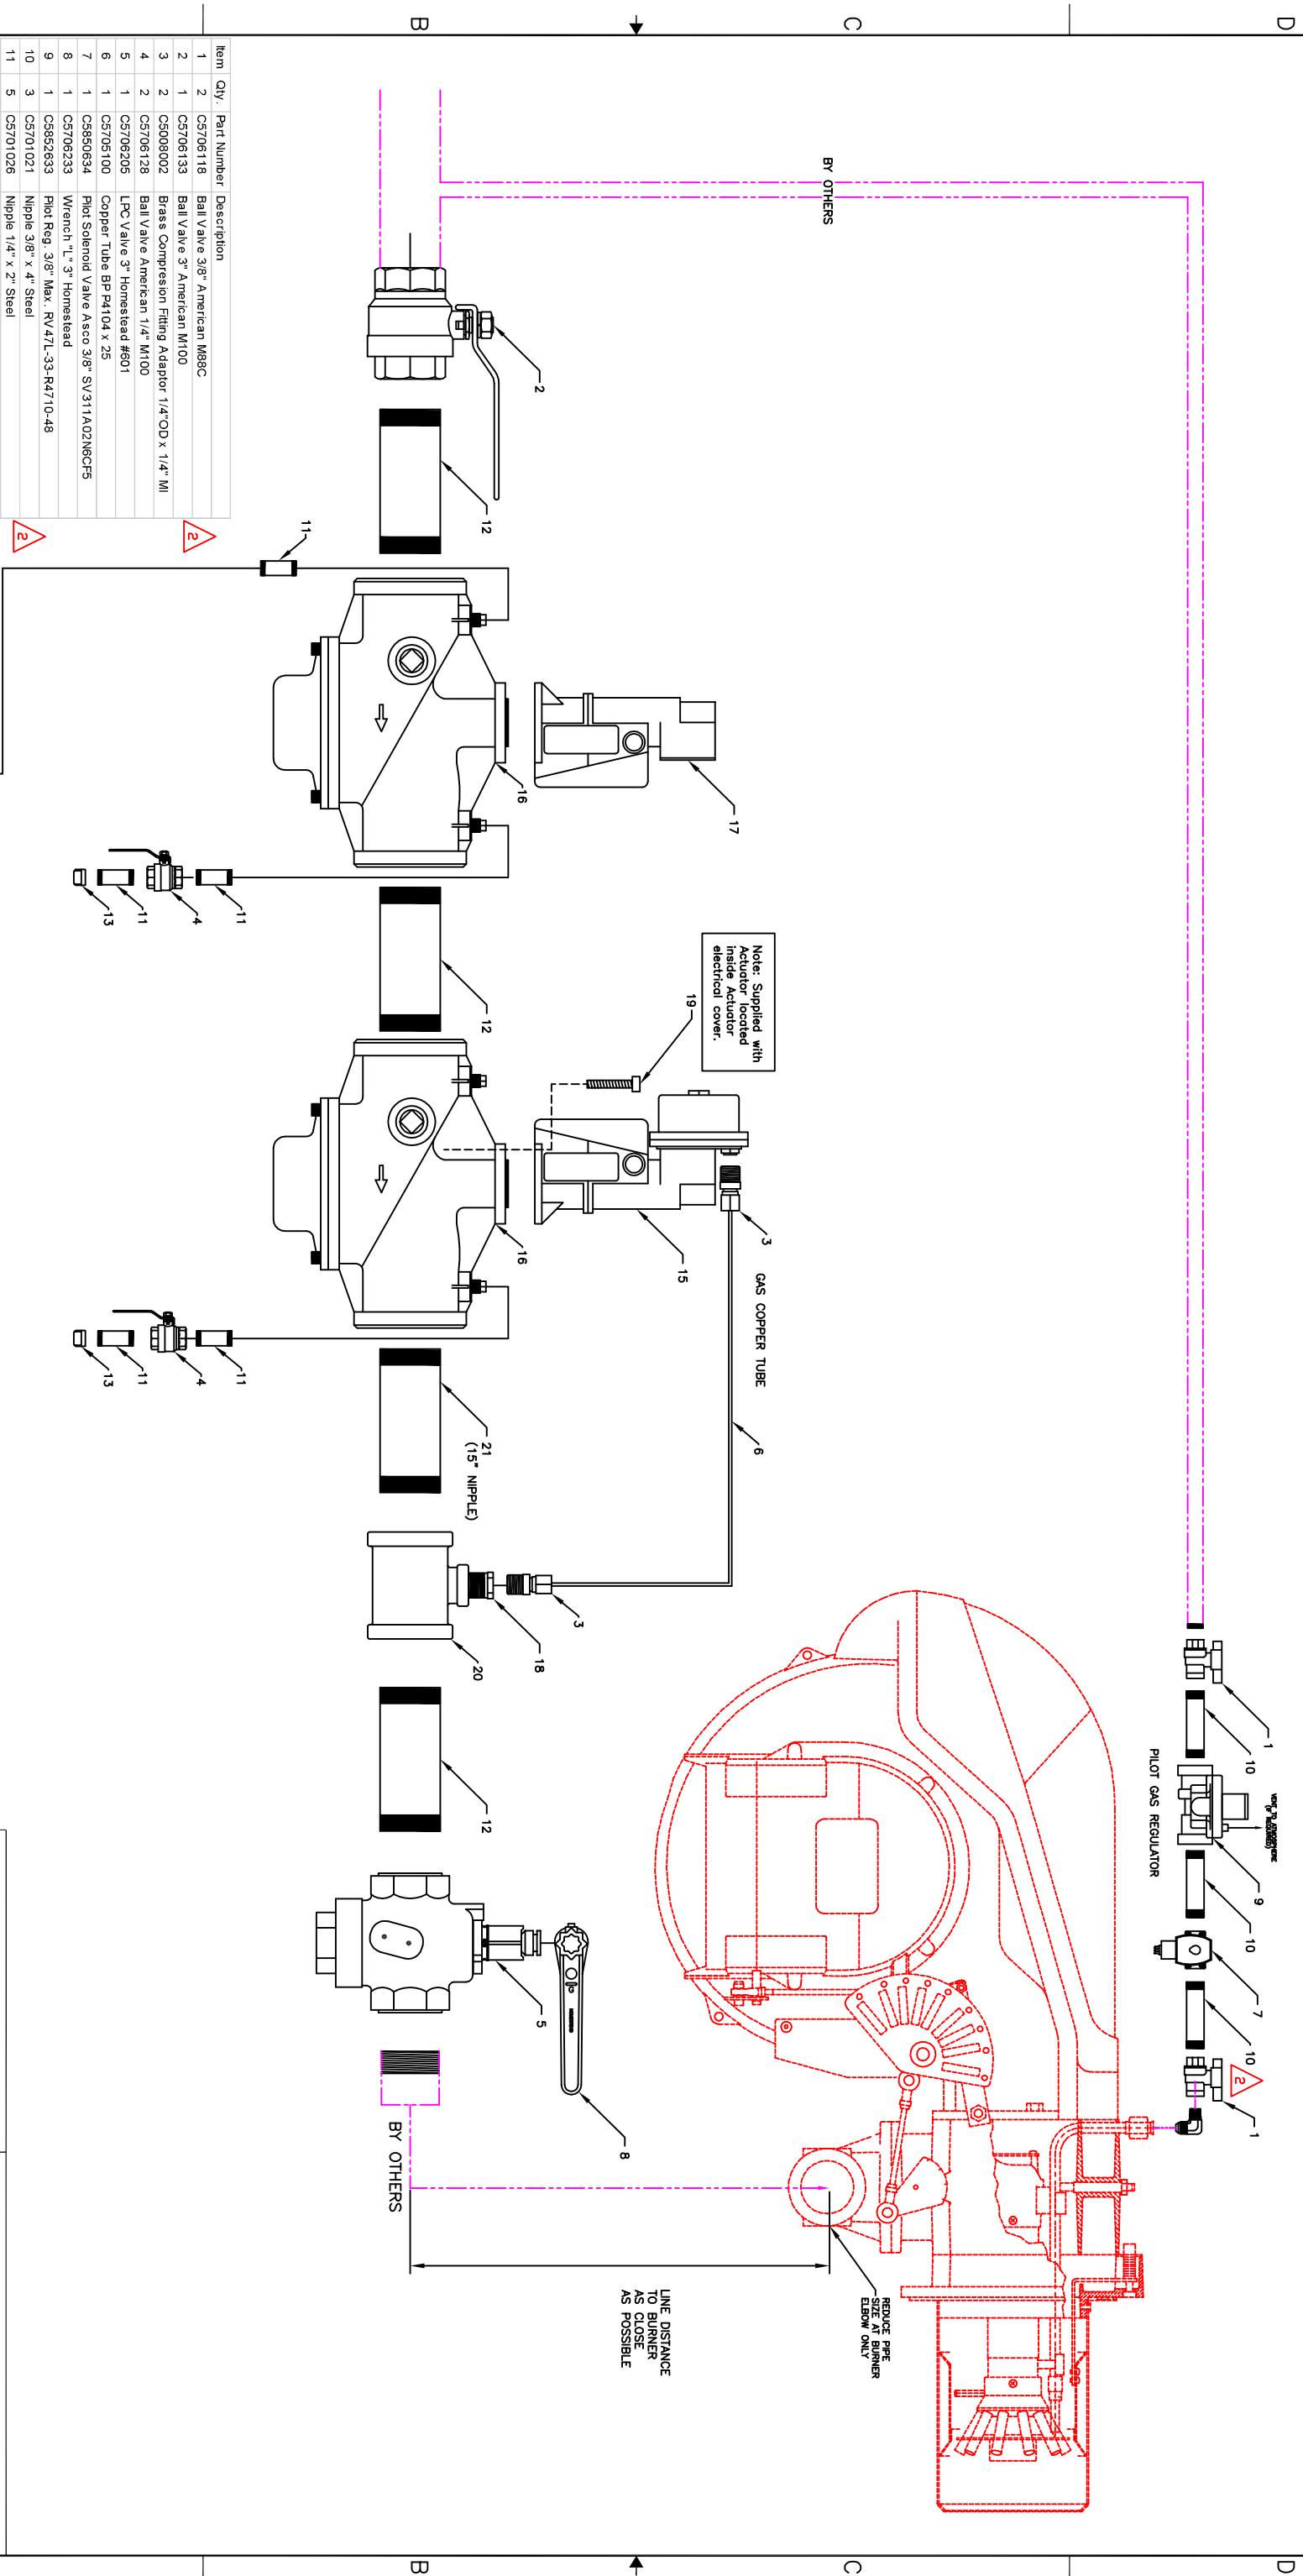 D
C
B
D
C
B
BY OTHERS
1
10
PILOT GAS REGULATOR
VENT TO ATMOSPHERE
(IF REQUIRED)
9
10
7
10
2
1
2
12
11
17
16
11
4
11
13
12
Note: Supplied with
Actuator located
inside Actuator
electrical cover.
19
3
GAS COPPER TUBE
15
16
6
11
4
11
13
21
(15" NIPPLE)
3
18
20
12
5
8
BY OTHERS
REDUCE PIPE
SIZE AT BURNER
ELBOW ONLY
LINE DISTANCE
TO BURNER
AS CLOSE
AS POSSIBLE
Item Qty. Part Number Description
1 2 C5706118 Ball Valve 3/8" American M88C
2 1 C5706133 Ball Valve 3" American M100
3 2 C5008002 Brass Compresion Fitting Adaptor 1/4"OD x 1/4" MI
4 2 C5706128 Ball Valve American 1/4" M100
5 1 C5706205 LPC Valve 3" Homestead #601
6 1 C5705100 Copper Tube BP P4104 x 25
7 1 C5850634 Pilot Solenoid Valve Asco 3/8" SV311A02N6CF5
8 1 C5706233 Wrench "L" 3" Homestead
9 1 C5852633 Pilot Reg. 3/8" Max. RV47L-33-R4710-48
10 3 C5701021 Nipple 3/8" x 4" Steel
11 5 C5701026 Nipple 1/4" x 2" Steel
2
2